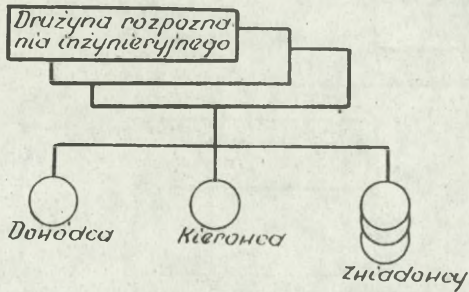 Drużyna rozpozna
nia inżynieryjnego
Dowódca
Kierowca
Zwiadowcy